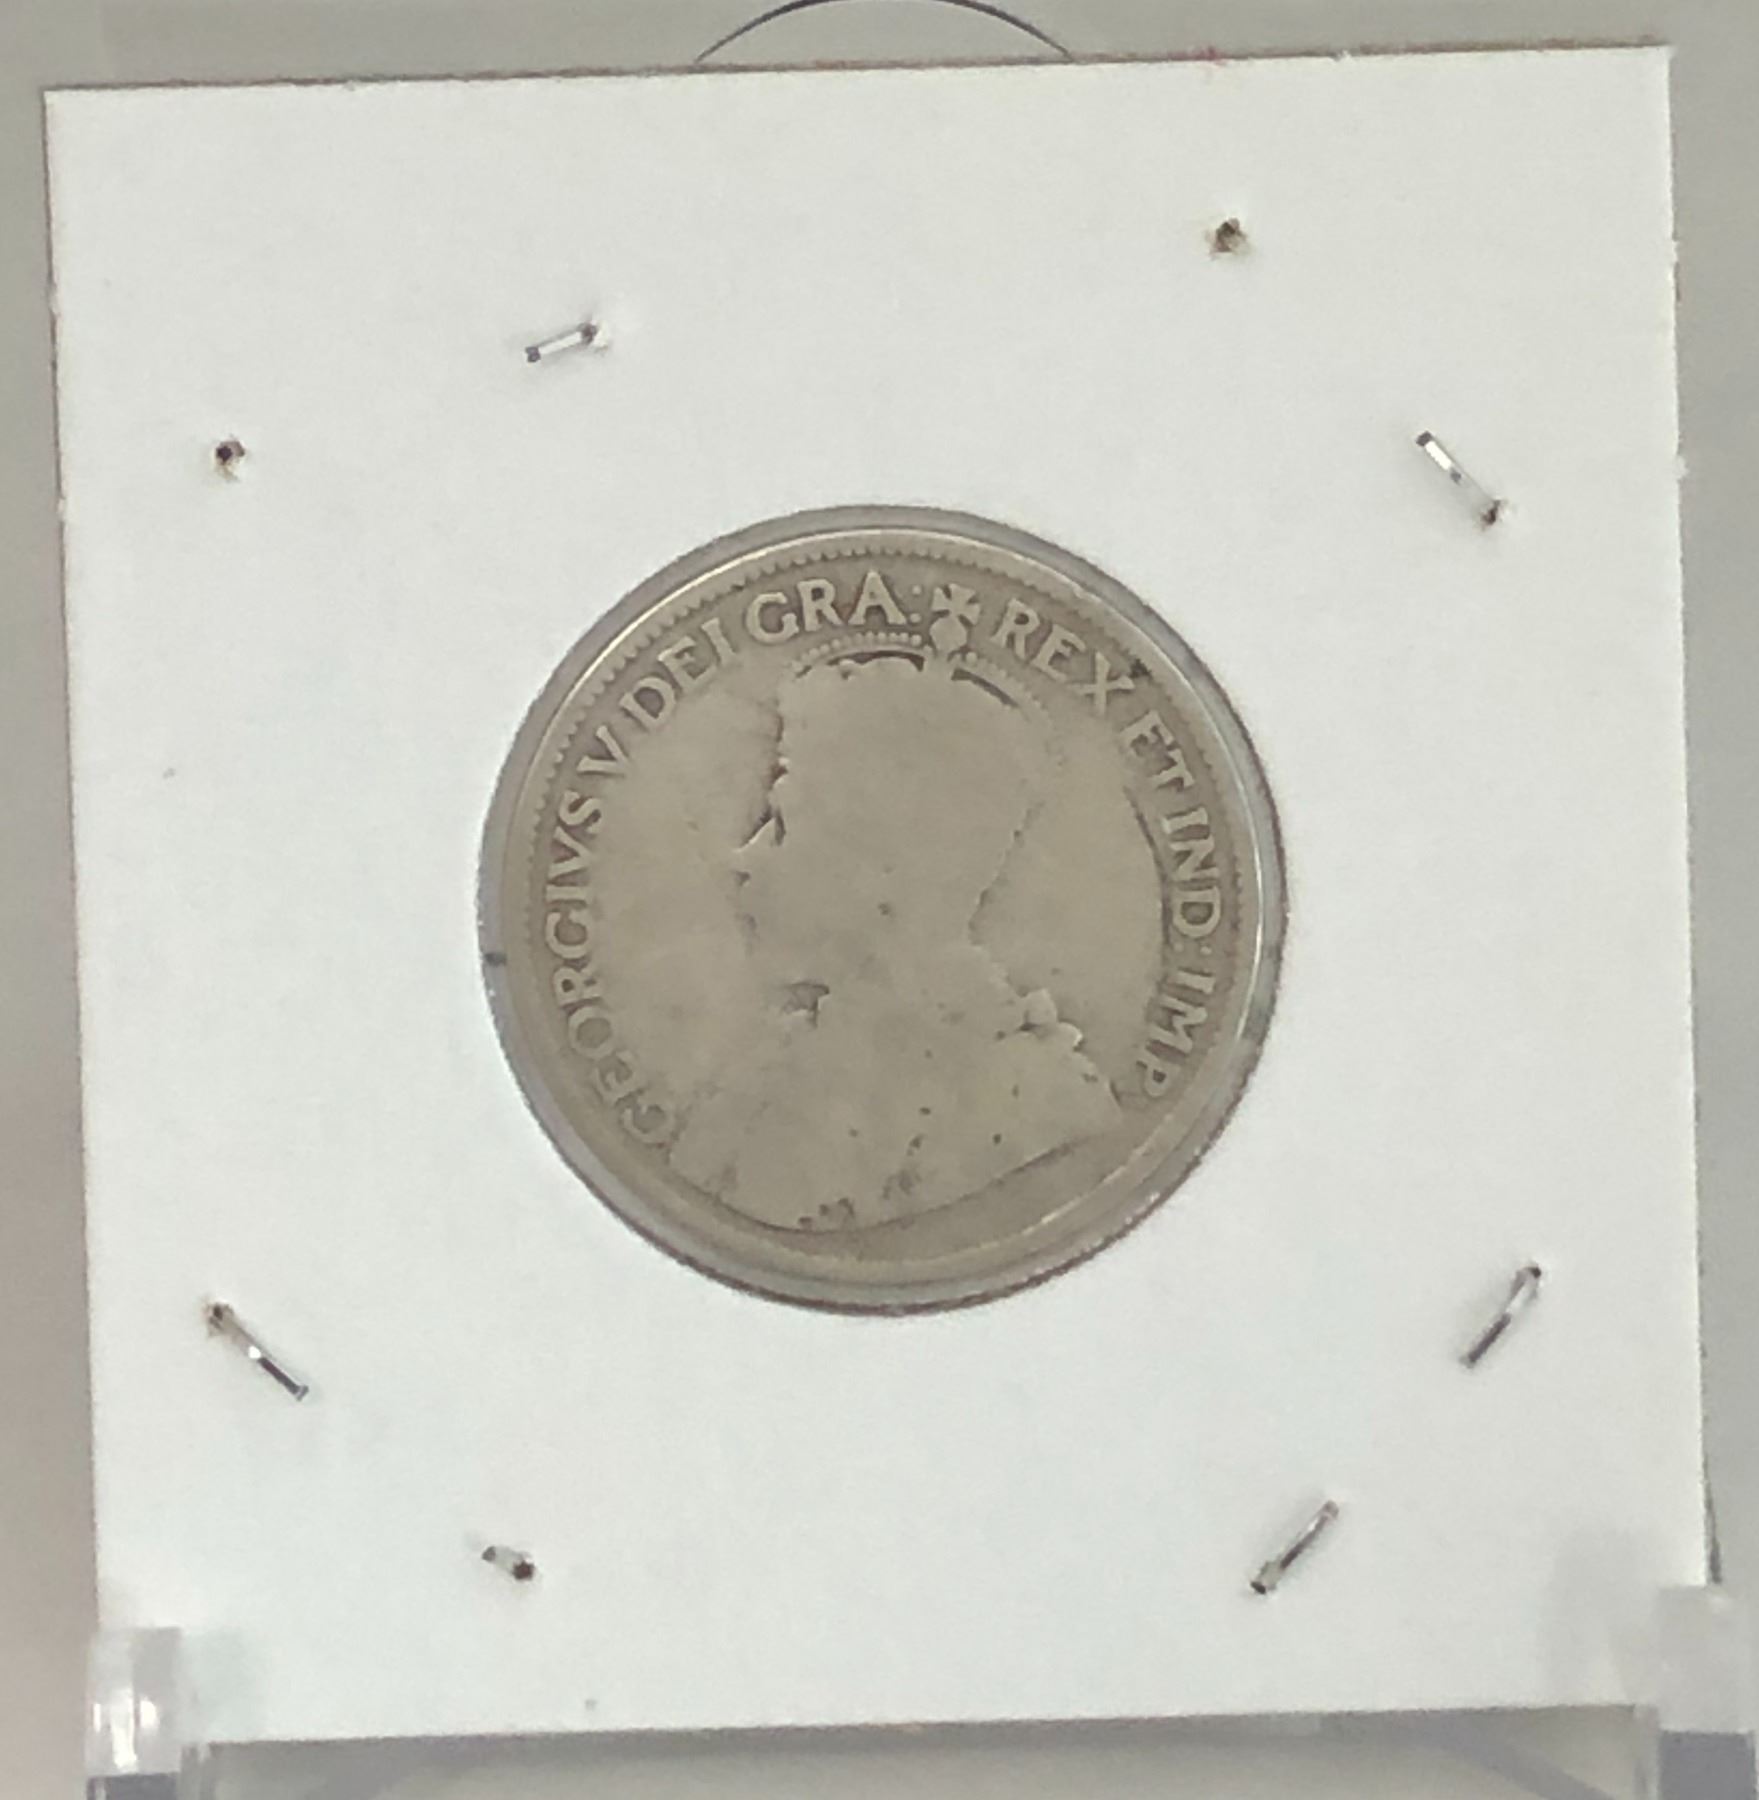 GEORGIVS V DEI GRA: REX ET IND: IMP: